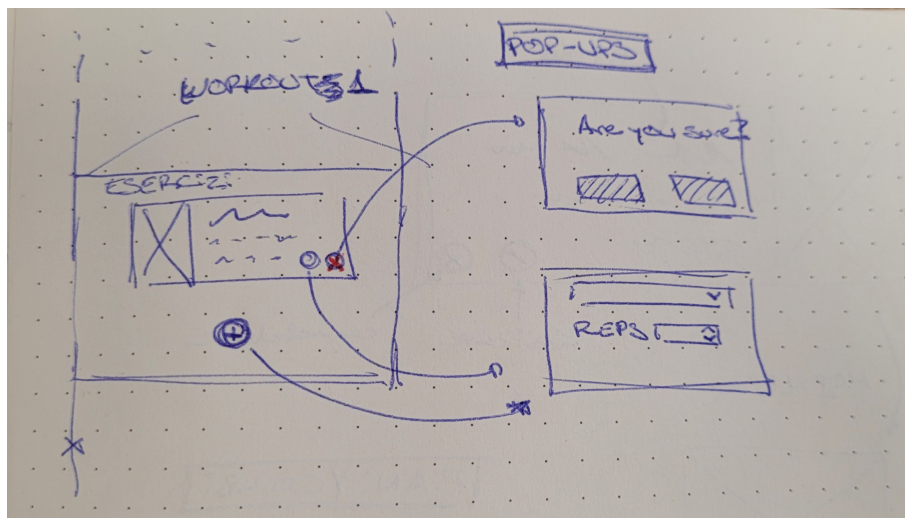 POP-UPS
WORKOUTS 1
Are you sure?
ESERCIZI
REPS